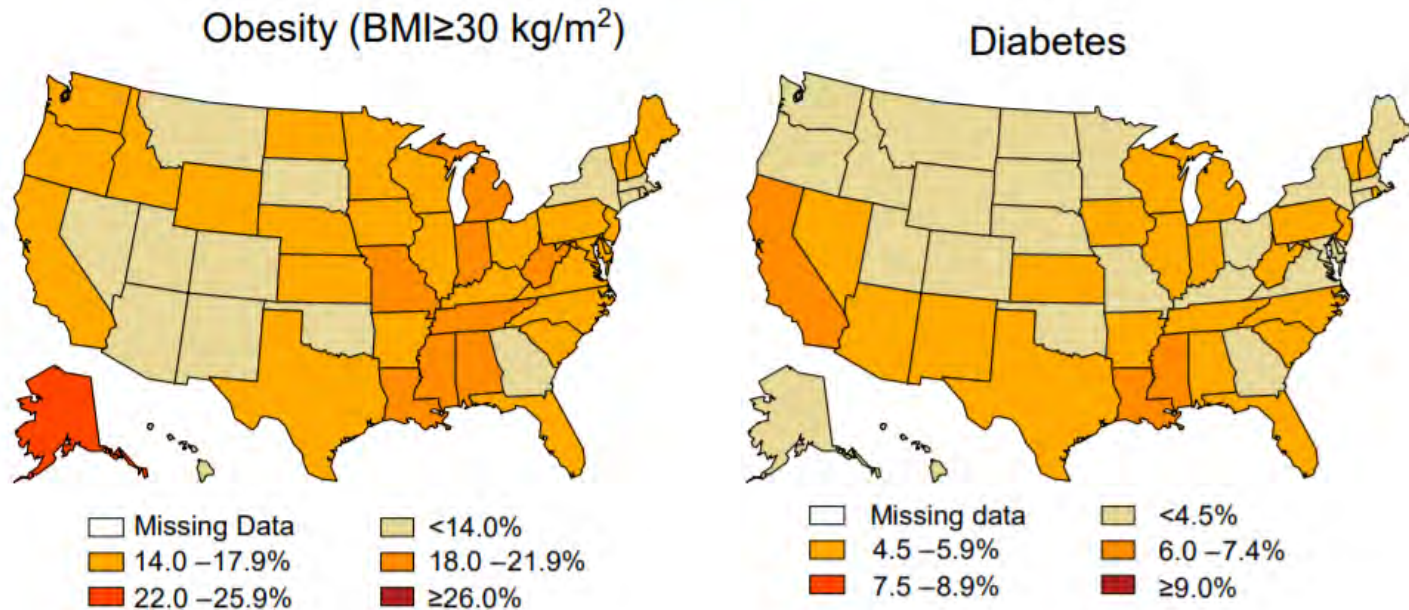 Obesity (BMI≥30 kg/m²)
Diabetes
Missing Data
<14.0%
14.0 –17.9%
18.0 –21.9%
22.0 –25.9%
≥26.0%
Missing data
<4.5%
4.5 –5.9%
6.0 –7.4%
7.5 –8.9%
≥9.0%